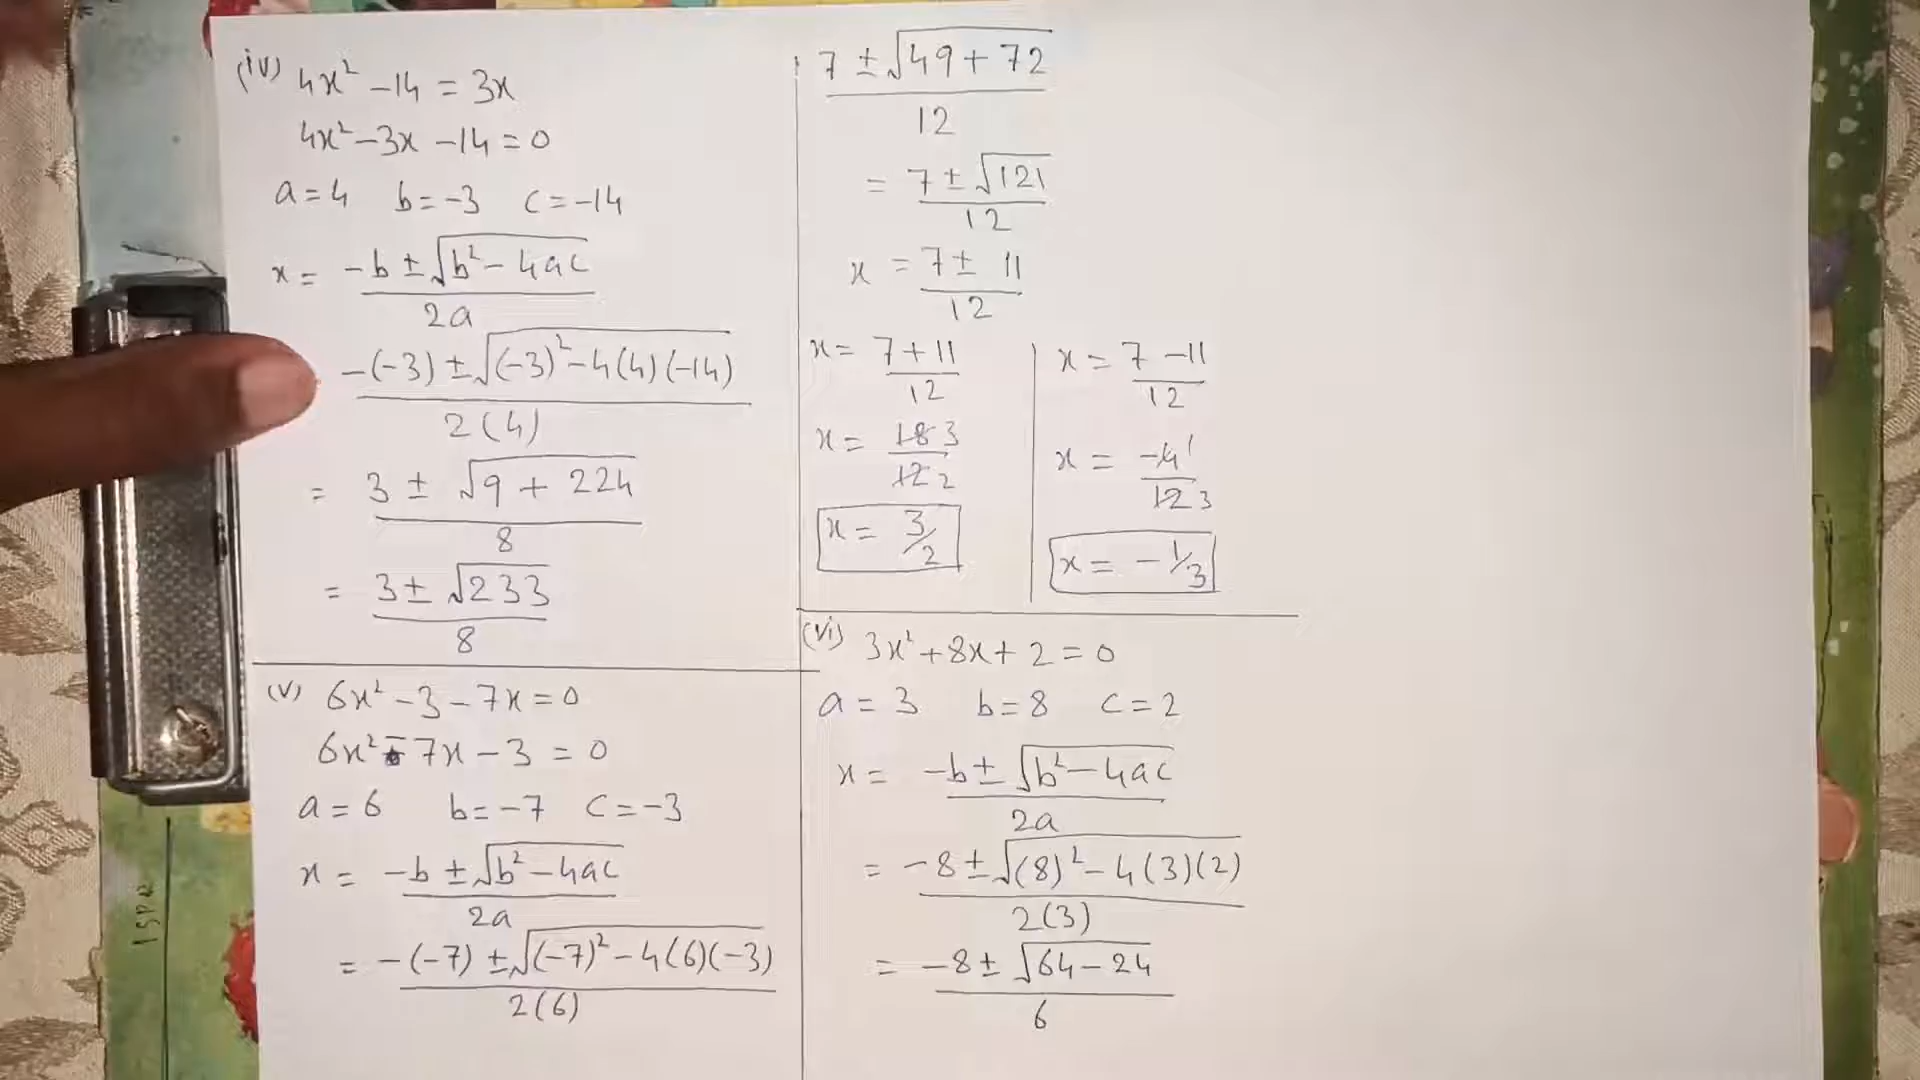 (iv) 4x² - 14 = 3x
4x² - 3x - 14 = 0
a = 4 b = -3 c = -14
x = -b ± √b² - 4ac
2a
-(-3) ± √(-3)² - 4(4)(-14)
2(4)
= 3 ± √9 + 224
8
= 3 ± √233
8
(v) 6x² - 3 - 7x = 0
6x² - 7x - 3 = 0
a = 6 b = -7 c = -3
x = -b ± √b² - 4ac
2a
= -(-7) ± √(-7)² - 4(6)(-3)
2(6)
7 ± √49 + 72
12
= 7 ± √121
12
x = 7 ± 11
12
x = 7 + 11
12
x = 18 3
12 2
x = 3/2
x = 7 - 11
12
x = -4 1
12 3
x = -1/3
(vi) 3x² + 8x + 2 = 0
a = 3 b = 8 c = 2
x = -b ± √b² - 4ac
2a
= -8 ± √(8)² - 4(3)(2)
2(3)
= -8 ± √64 - 24
6